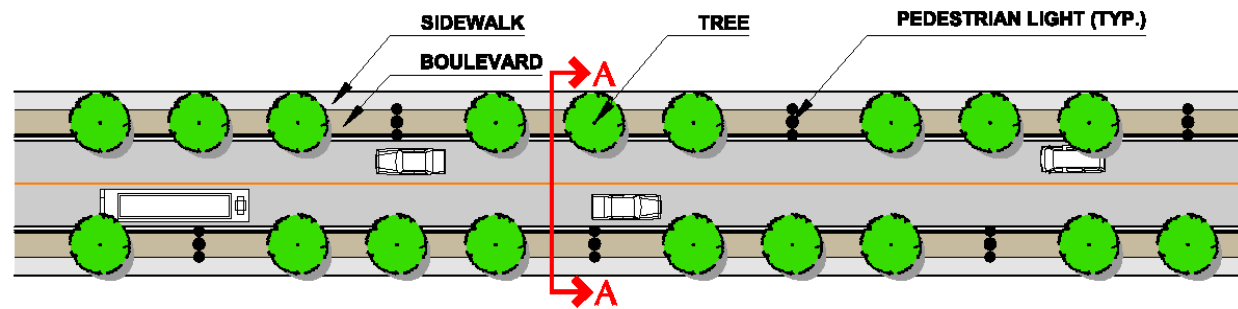 SIDEWALK
TREE
PEDESTRIAN LIGHT (TYP.)
BOULEVARD
A
A